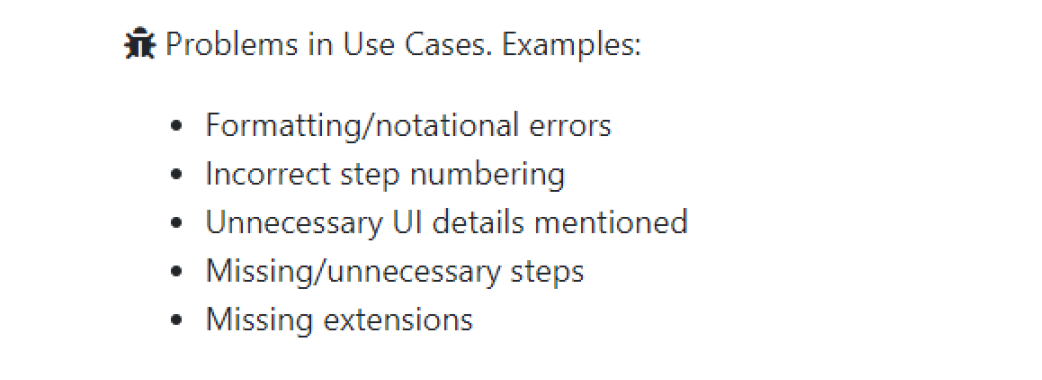 Problems in Use Cases. Examples:
• Formatting/notational errors
• Incorrect step numbering
• Unnecessary UI details mentioned
• Missing/unnecessary steps
• Missing extensions